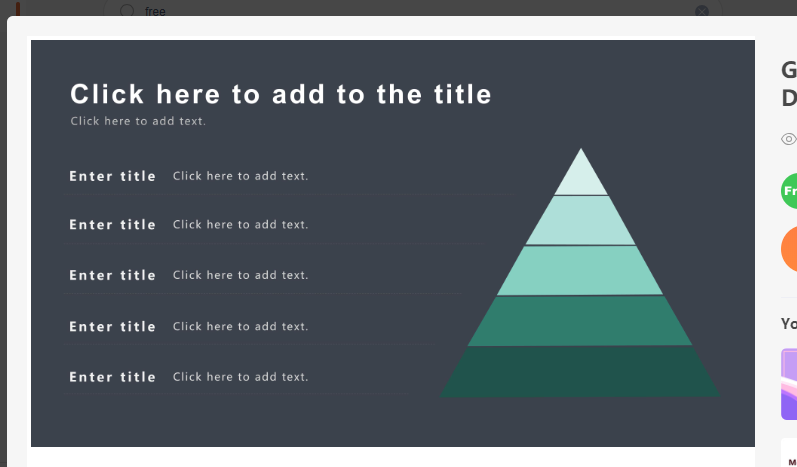 free
Click here to add to the title
Click here to add text.
Enter title Click here to add text.
Enter title Click here to add text.
Enter title Click here to add text.
Enter title Click here to add text.
Enter title Click here to add text.
G
D
Fr
Yo
M